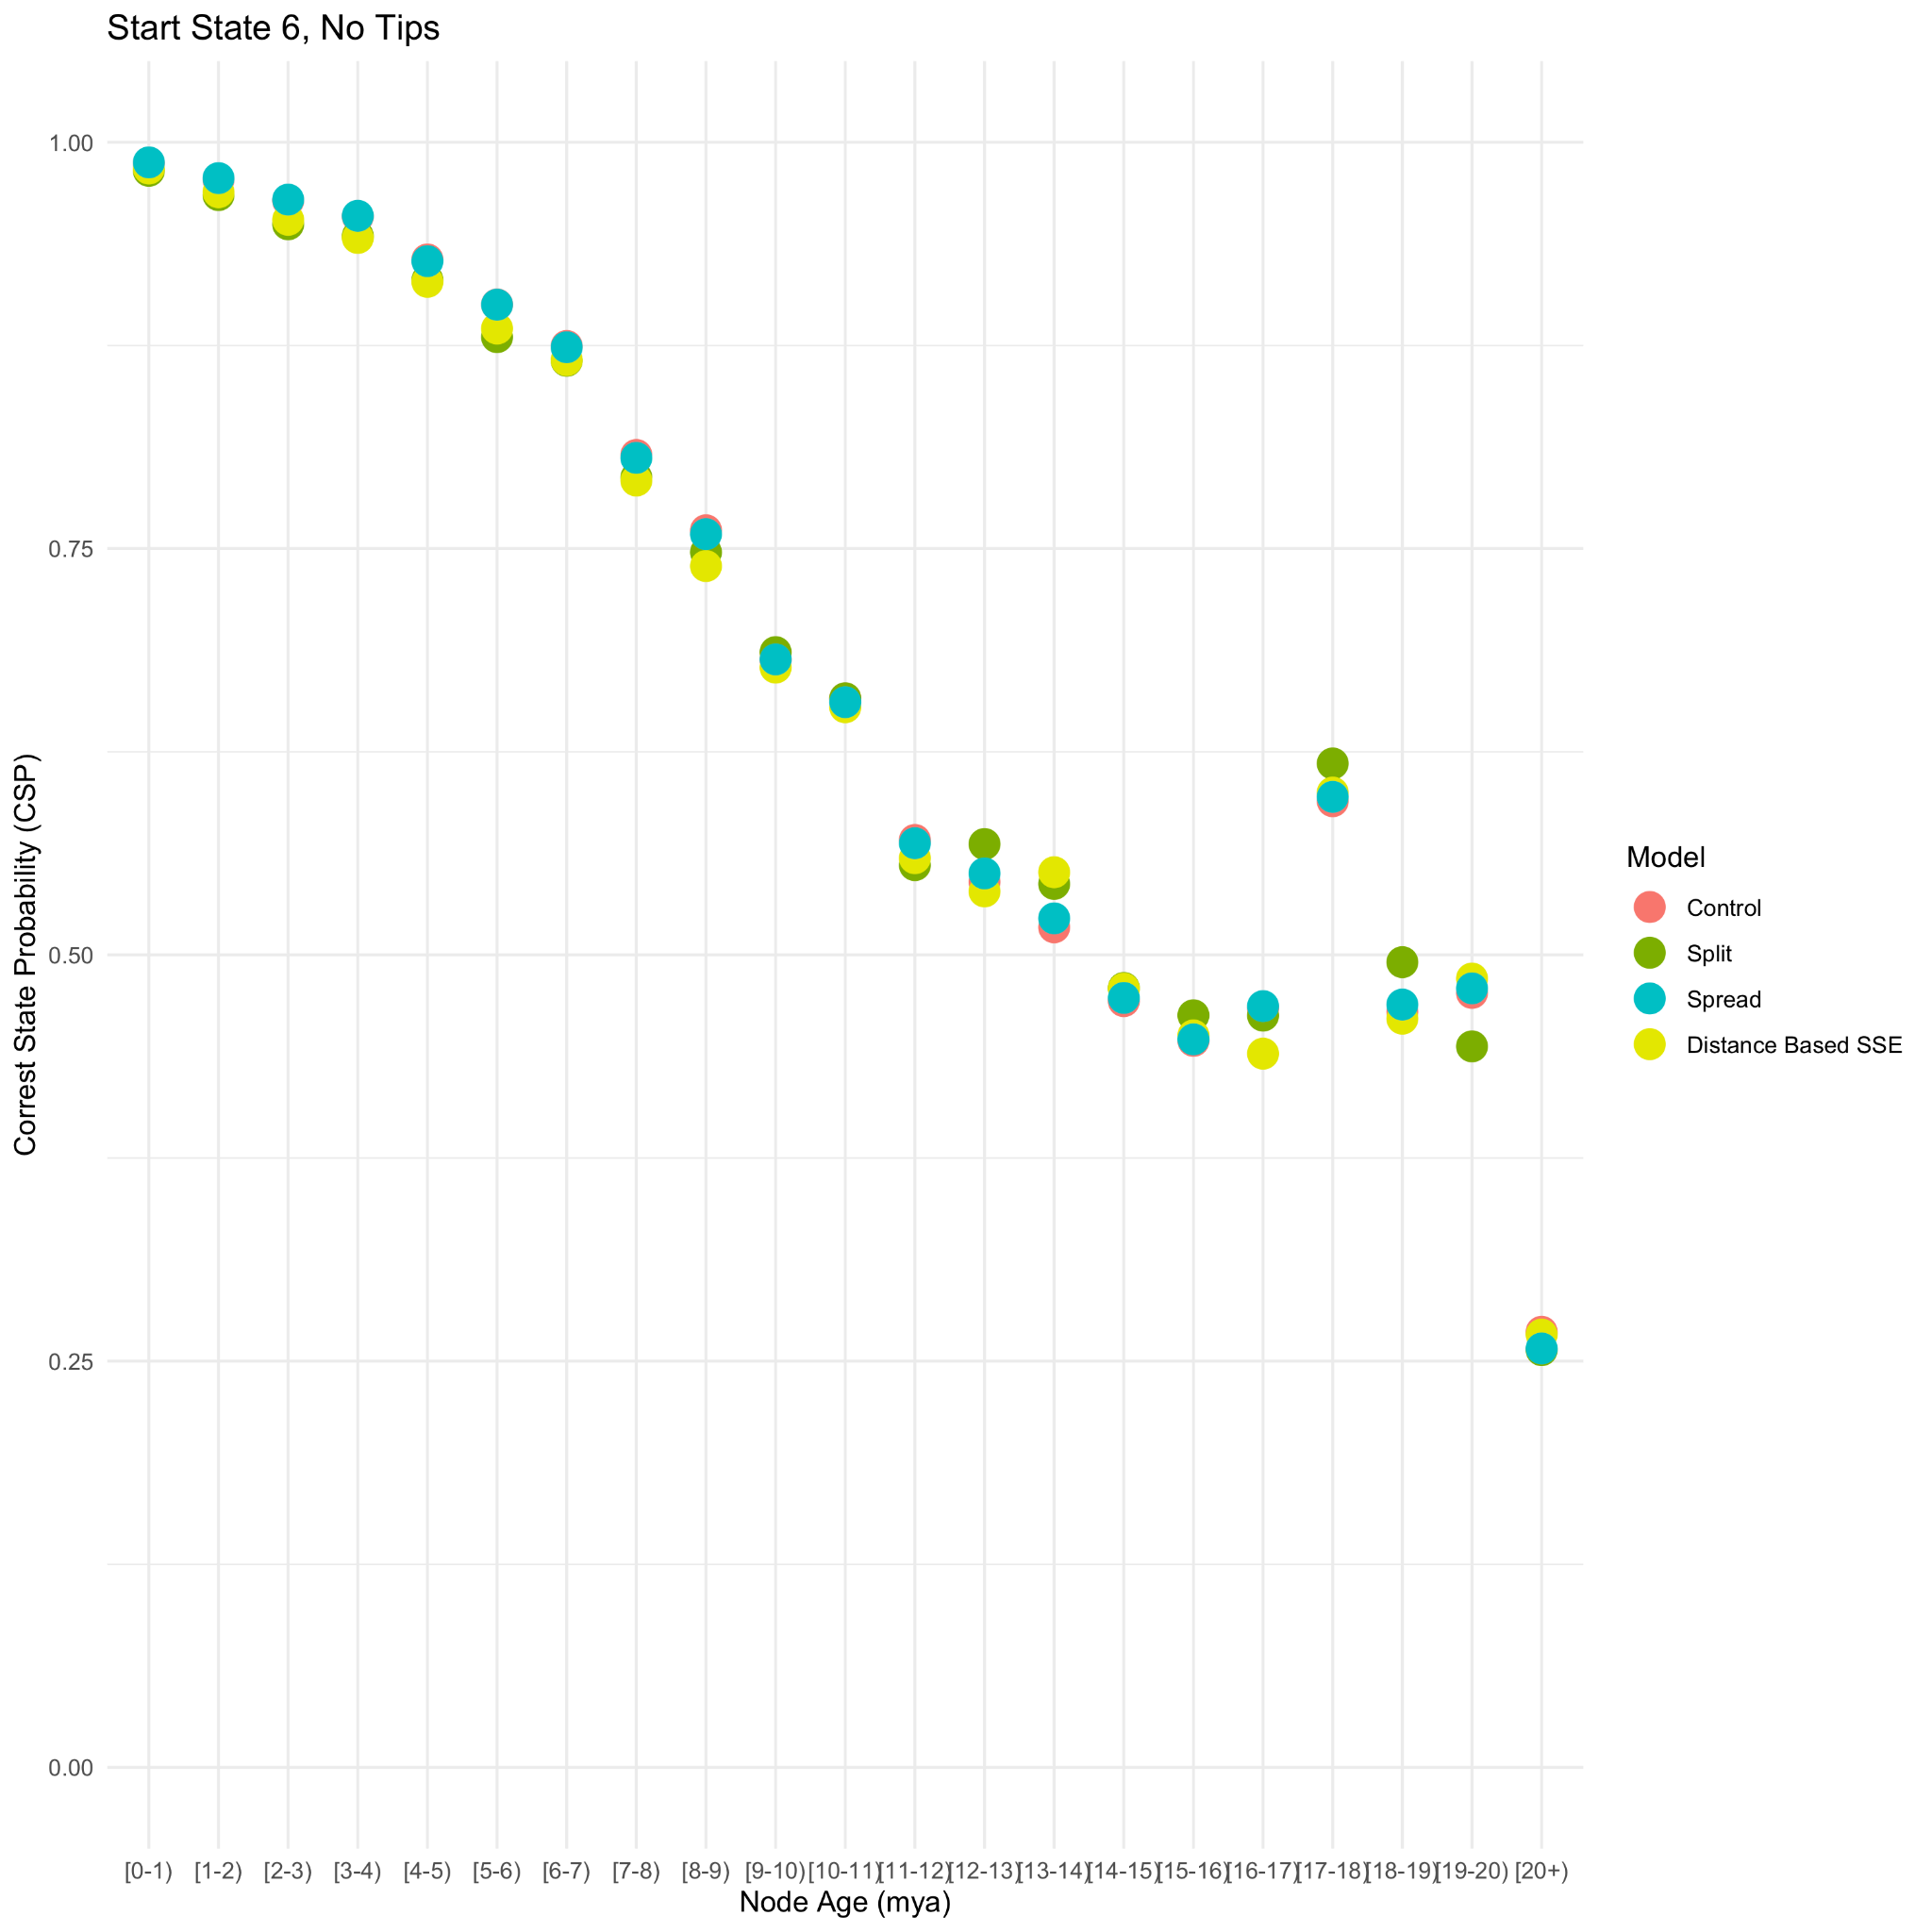 Start State 6, No Tips
Correst State Probability (CSP)
1.00
0.75
0.50
0.25
0.00
[0-1) [1-2) [2-3) [3-4) [4-5) [5-6) [6-7) [7-8) [8-9) [9-10) [10-11) [11-12) [12-13) [13-14) [14-15) [15-16) [16-17) [17-18) [18-19) [19-20) [20+)
Node Age (mya)
Model
Control
Split
Spread
Distance Based SSE